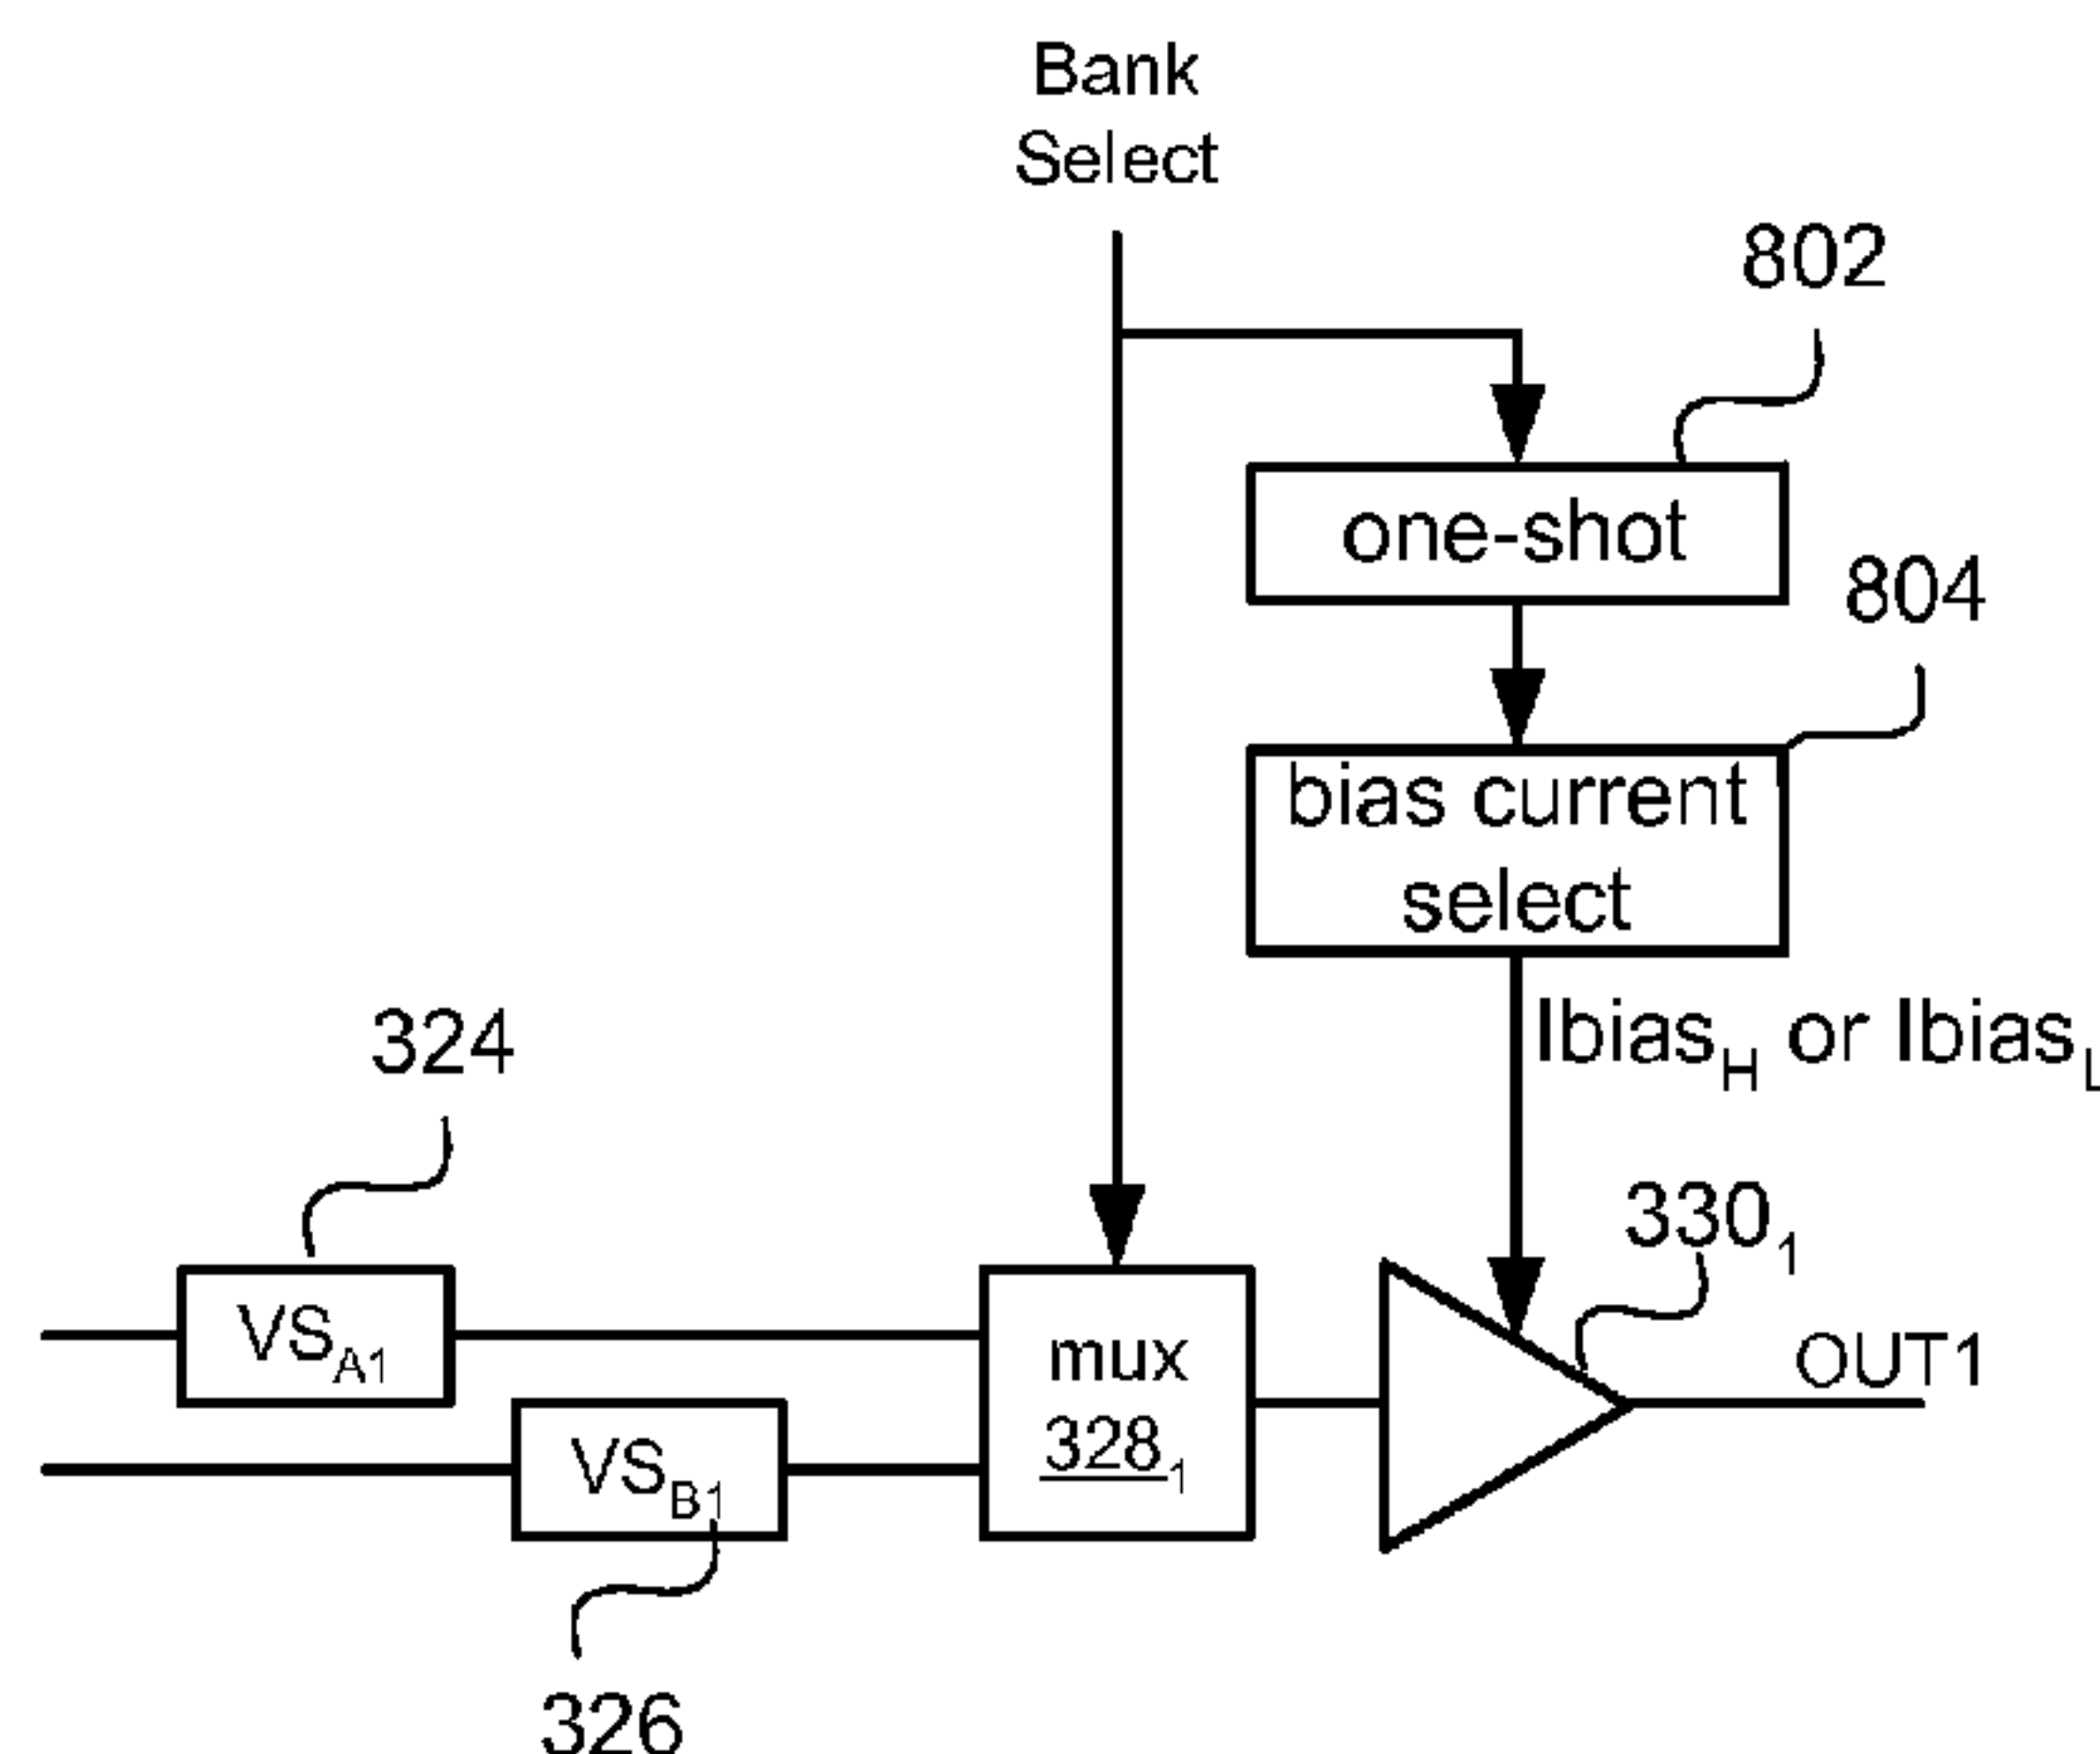 Bank
Select
802
one-shot
804
bias current
select
Ibias_H or Ibias_L
324
330_1
VS_A1
mux
328_1
OUT1
VS_B1
326